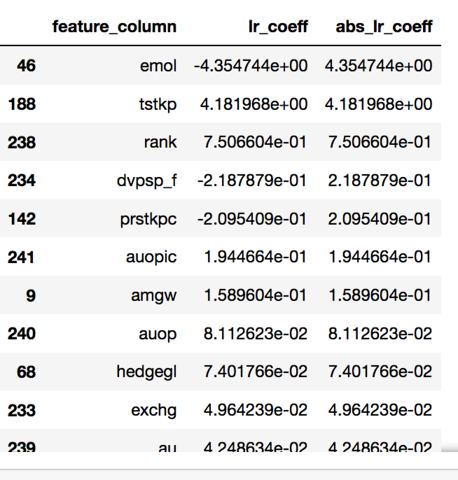 feature_column lr_coeff abs_lr_coeff
46 emol -4.354744e+00 4.354744e+00
188 tstkp 4.181968e+00 4.181968e+00
238 rank 7.506604e-01 7.506604e-01
234 dvpsp_f -2.187879e-01 2.187879e-01
142 prstkpc -2.095409e-01 2.095409e-01
241 auopic 1.944664e-01 1.944664e-01
9 amgw 1.589604e-01 1.589604e-01
240 auop 8.112623e-02 8.112623e-02
68 hedgegl 7.401766e-02 7.401766e-02
233 exchg 4.964239e-02 4.964239e-02
239 au 4.248634e-02 4.248634e-02